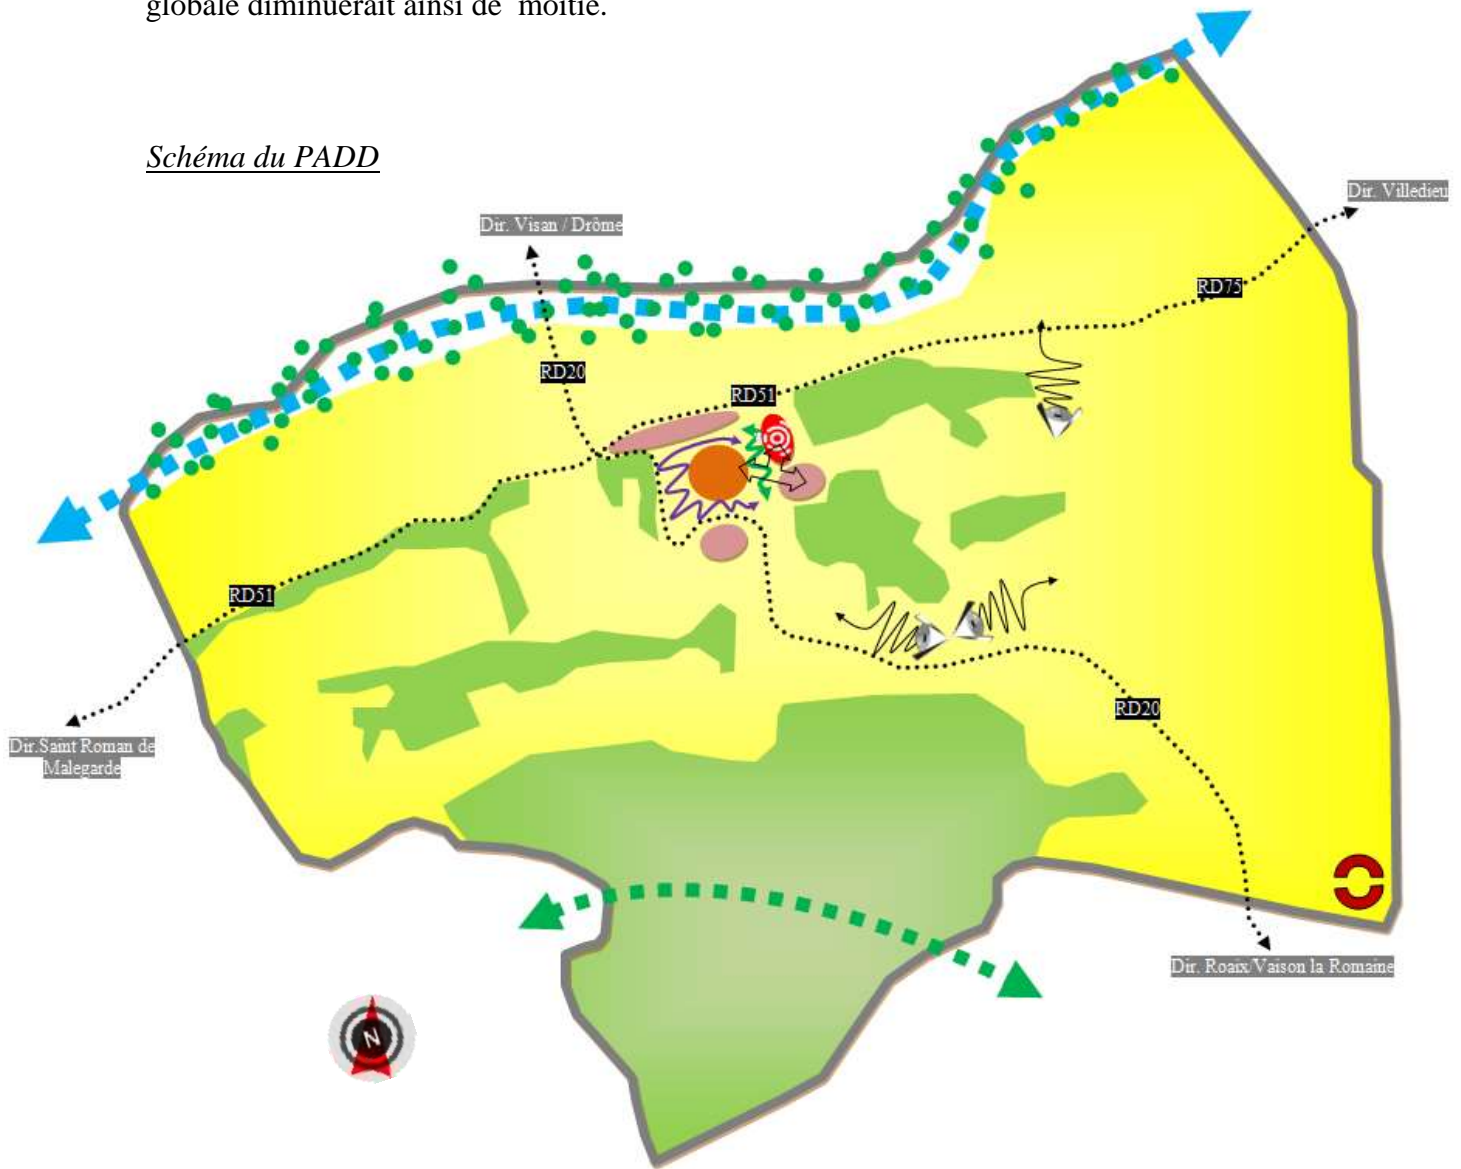 globale diminuerait ainsi de moitié.
Schéma du PADD
Dir. Villedieu
Dir. Visan / Drôme
RD75
RD20
RD51
RD51
RD20
Dir.Saint Roman de
Malegarde
Dir. Roaix/Vaison la Romaine
N